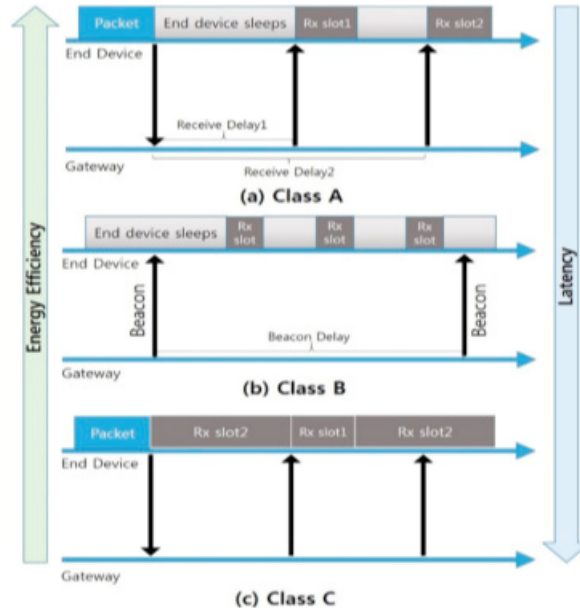 Packet End device sleeps Rx slot1 Rx slot2
End Device
Receive Delay1
Gateway
Receive Delay2
(a) Class A
End device sleeps Rx slot Rx slot Rx slot
End Device
Beacon Beacon
Beacon Delay
Gateway
(b) Class B
Packet Rx slot2 Rx slot1 Rx slot2
End Device
Gateway
(c) Class C
Energy Efficiency
Latency